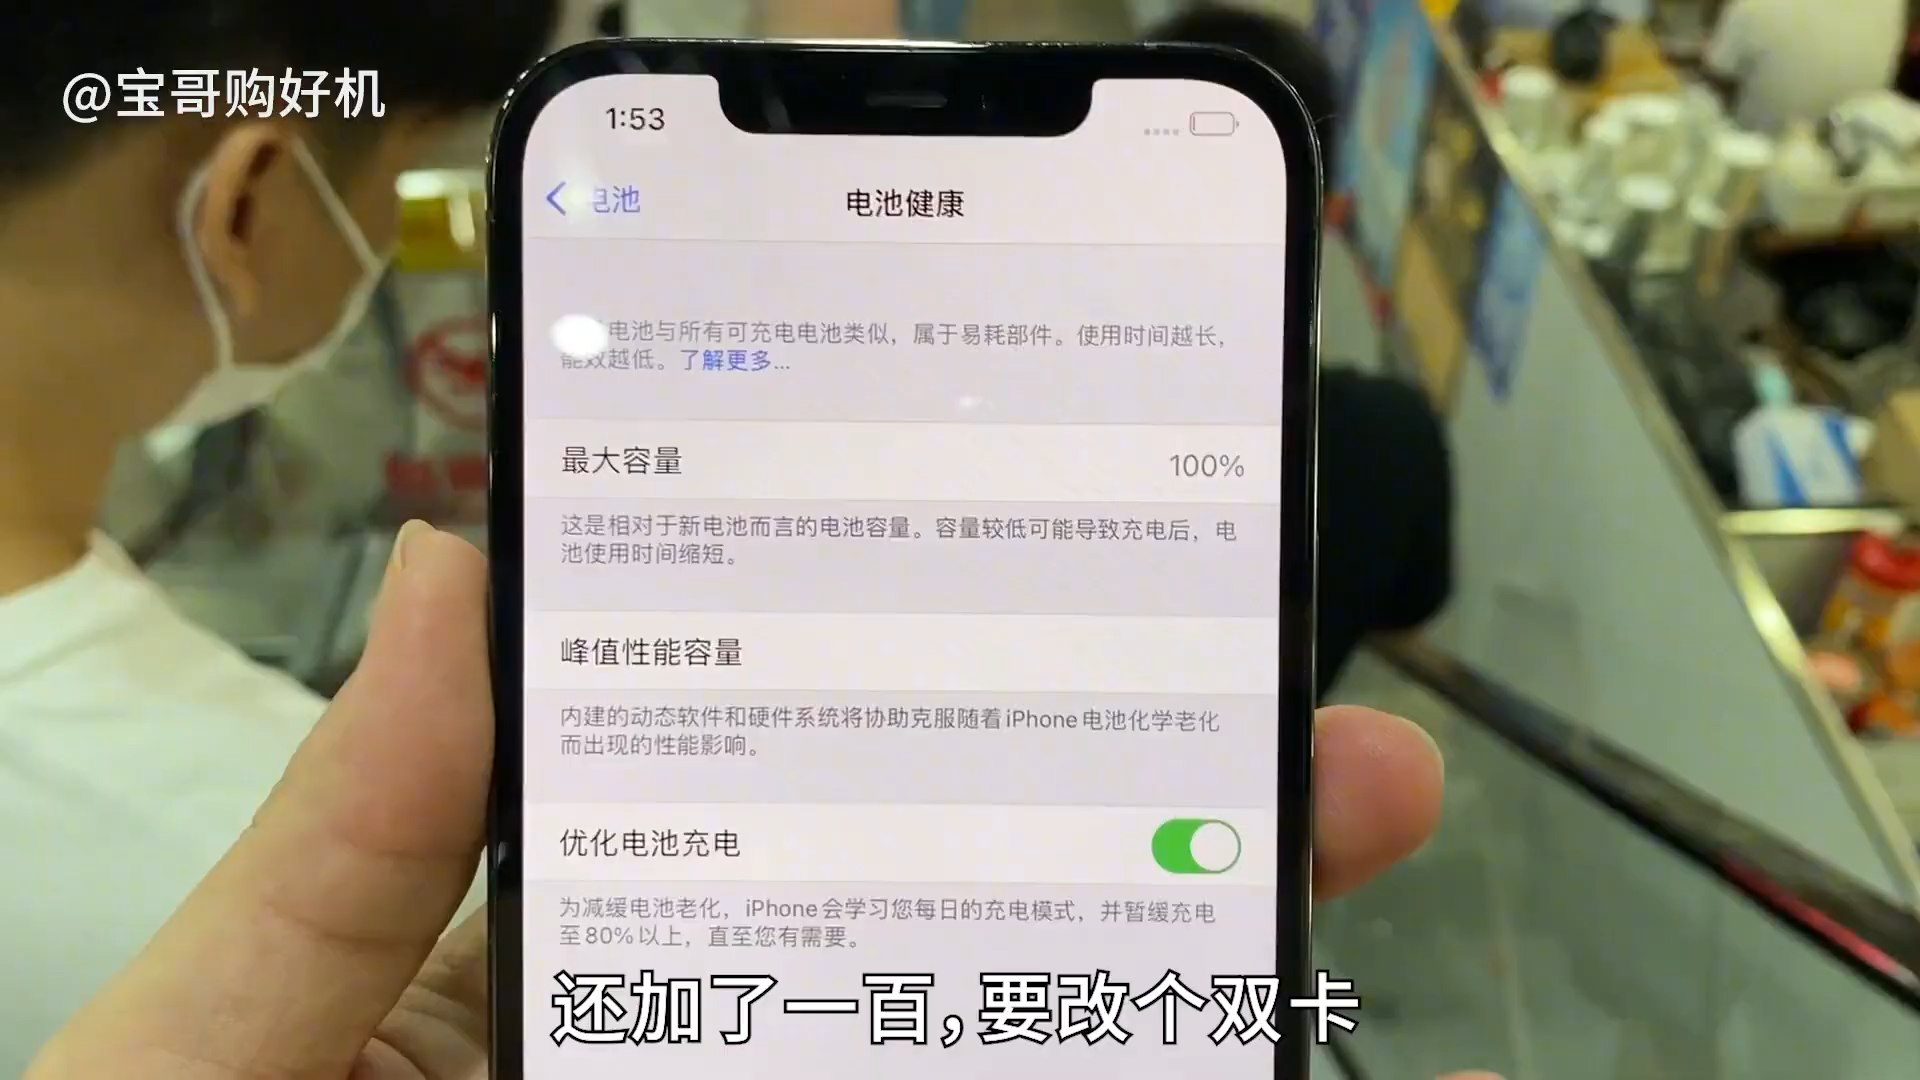 @宝哥购好机
1:53
电池
电池健康
电池与所有可充电电池类似，属于易耗部件。使用时间越长，
能效越低。了解更多...
最大容量 100%
这是相对于新电池而言的电池容量。容量较低可能导致充电后，电
池使用时间缩短。
峰值性能容量
内建的动态软件和硬件系统将协助克服随着iPhone电池化学老化
而出现的性能影响。
优化电池充电
为减缓电池老化，iPhone会学习您每日的充电模式，并暂缓充电
至80%以上，直至您有需要。
还加了一百，要改个双卡